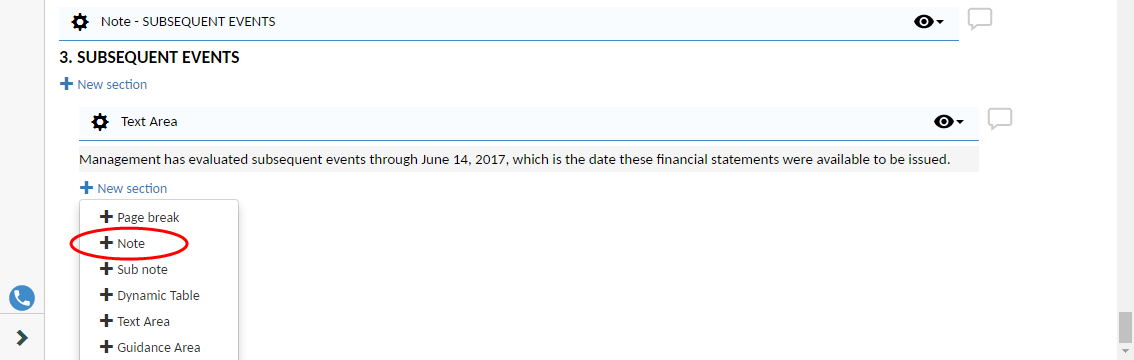 Note - SUBSEQUENT EVENTS
3. SUBSEQUENT EVENTS
New section
Text Area
Management has evaluated subsequent events through June 14, 2017, which is the date these financial statements were available to be issued.
New section
Page break
Note
Sub note
Dynamic Table
Text Area
Guidance Area